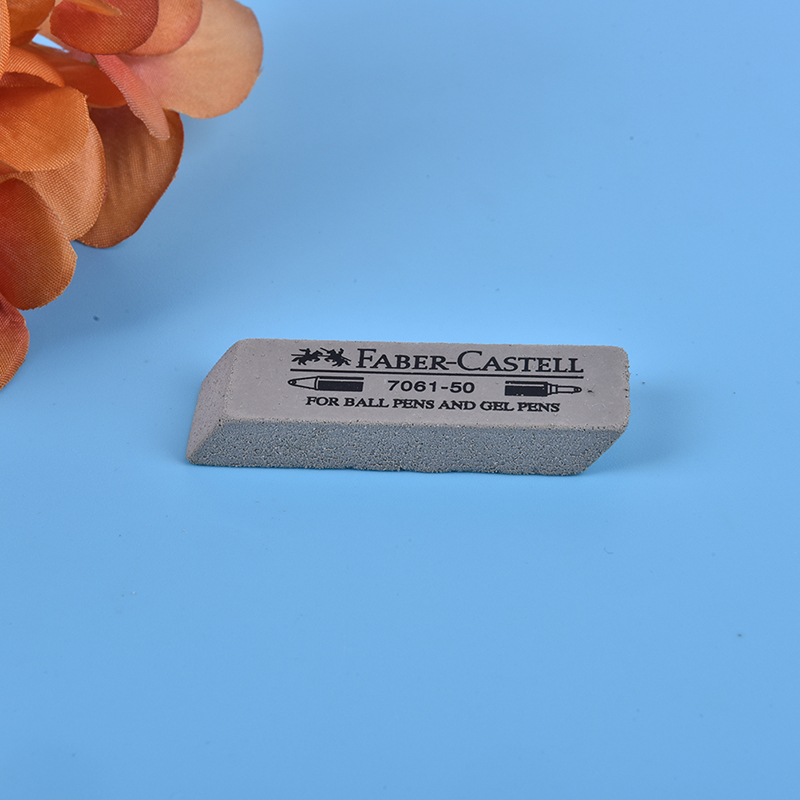 FABER-CASTELL
7061-50
FOR BALL PENS AND GEL PENS